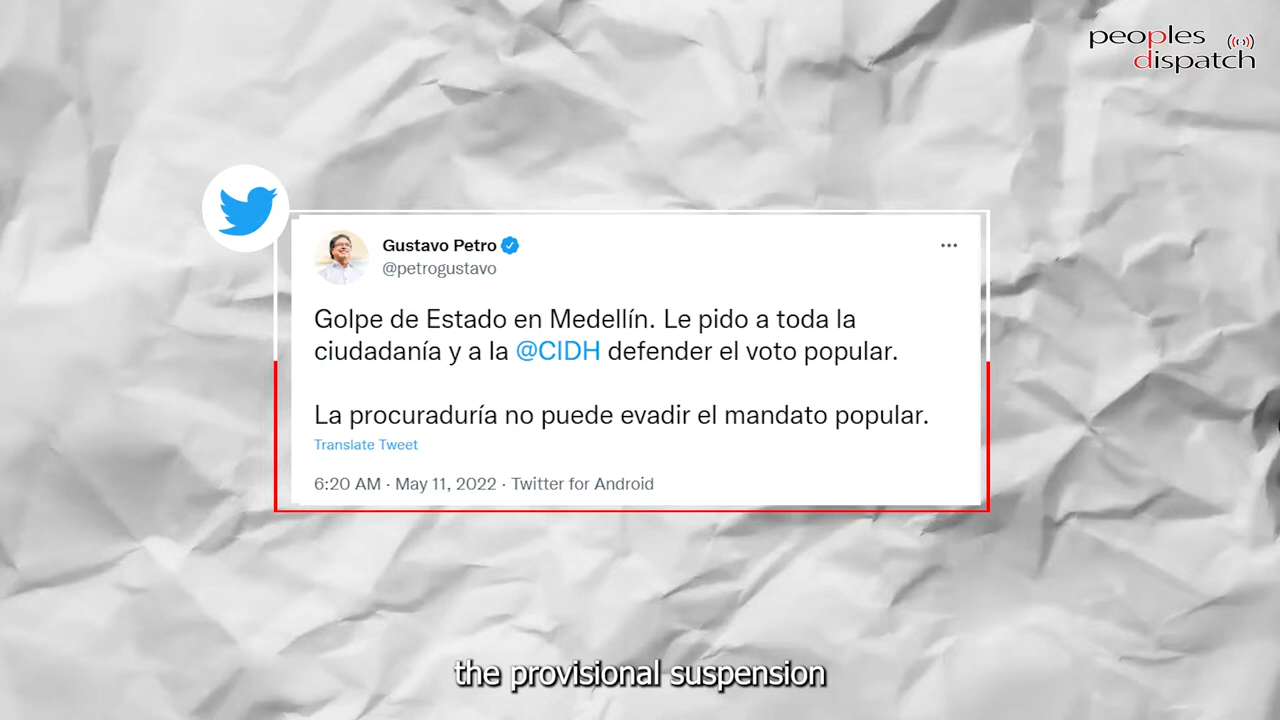 peoples
dispatch
Gustavo Petro
@petrogustavo
Golpe de Estado en Medellín. Le pido a toda la
ciudadanía y a la @CIDH defender el voto popular.
La procuraduría no puede evadir el mandato popular.
Translate Tweet
6:20 AM · May 11, 2022 · Twitter for Android
the provisional suspension